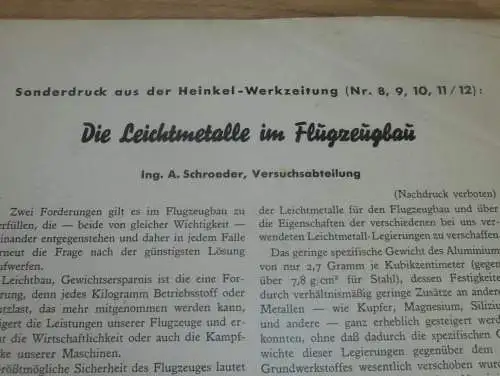 Sonderdruck aus der Heinkel-Werkzeitung (Nr. 8, 9, 10, 11/12):
Die Leichtmetalle im Flugzeugbau
Ing. A. Schroeder, Versuchsabteilung
Zwei Forderungen gilt es im Flugzeugbau zu
erfüllen, die — beide von gleicher Wichtigkeit —
einander entgegenstehen und daher in jedem Falle
erneut die Frage nach der günstigsten Lösung
aufwerfen.
Leichtbau, Gewichtsersparnis ist die eine For-
rung, denn jedes Kilogramm Betriebsstoff oder
utzlast, das mehr mitgenommen werden kann,
igert die Leistungen unserer Flugzeuge und er-
t die Wirtschaftlichkeit oder auch die Kampf-
ke unserer Maschinen.
rößtmögliche Sicherheit des Flugzeuges lautet
(Nachdruck verboten)
der Leichtmetalle für den Flugzeugbau und über
die Eigenschaften der verschiedenen bei uns ver-
wendeten Leichtmetall-Legierungen zu verschaffen.
Das geringe spezifische Gewicht des Aluminium
von nur 2,7 Gramm je Kubikzentimeter (gegen
über 7,8 g/cm³ für Stahl), dessen Festigkeit
durch verhältnismäßig geringe Zusätze an andere
Metallen — wie Kupfer, Magnesium, Siliziu
und andere — ganz erheblich gesteigert werd
konnten, ohne daß dadurch die spezifischen G
wichte dieser Legierungen gegenüber dem d
Grundwerkstoffes wesentlich verschoben wurd